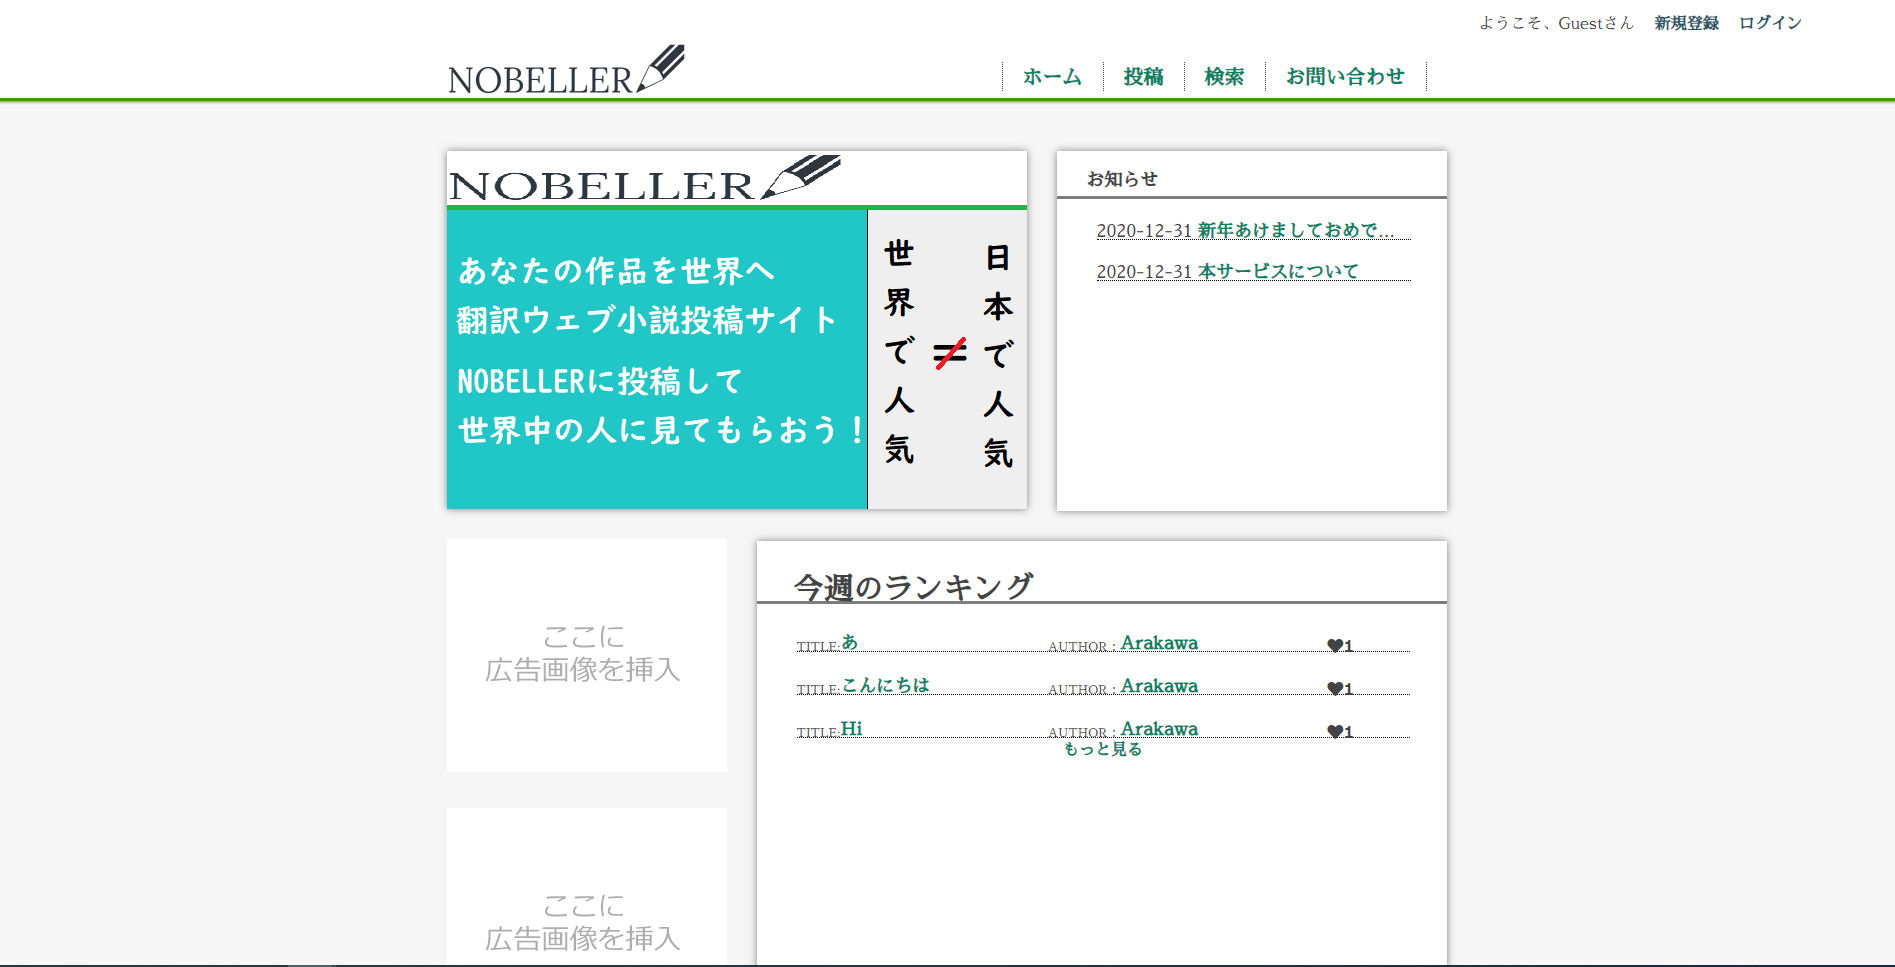 ようこそ、Guestさん 新規登録 ログイン
NOBELLER
ホーム 投稿 検索 お問い合わせ
NOBELLER
あなたの作品を世界へ
翻訳ウェブ小説投稿サイト
NOBELLERに投稿して
世界中の人に見てもらおう！
日本で人気
≠
世界で人気
お知らせ
2020-12-31 新年あけましておめで...
2020-12-31 本サービスについて
ここに
広告画像を挿入
今週のランキング
TITLE:あ AUTHOR : Arakawa ♥1
TITLE:こんにちは AUTHOR : Arakawa ♥1
TITLE:Hi AUTHOR : Arakawa ♥1
もっと見る
ここに
広告画像を挿入